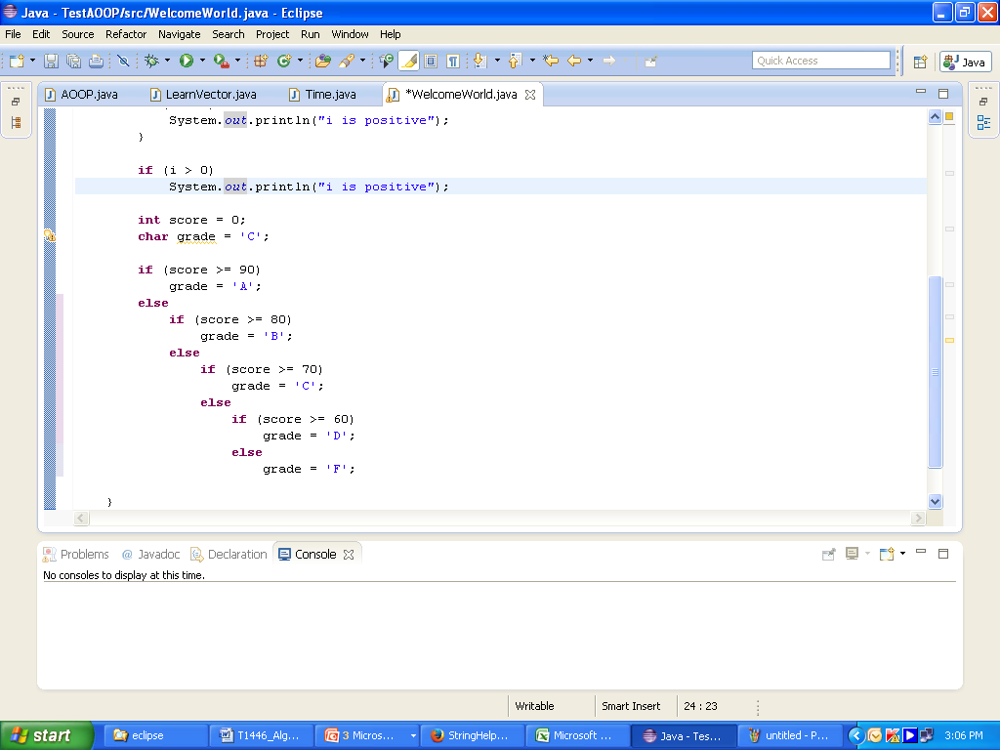 Java - TestAOOP/src/WelcomeWorld.java - Eclipse
File Edit Source Refactor Navigate Search Project Run Window Help
Quick Access Java
AOOP.java LearnVector.java Time.java *WelcomeWorld.java
System.out.println("i is positive");
}
if (i > 0)
System.out.println("i is positive");
int score = 0;
char grade = 'C';
if (score >= 90)
grade = 'A';
else
if (score >= 80)
grade = 'B';
else
if (score >= 70)
grade = 'C';
else
if (score >= 60)
grade = 'D';
else
grade = 'F';
}
Problems @ Javadoc Declaration Console
No consoles to display at this time.
Writable Smart Insert 24 : 23
start eclipse T1446_Alg... 3 Micros... StringHelp... Microsoft ... Java - Tes... untitled - P... 3:06 PM